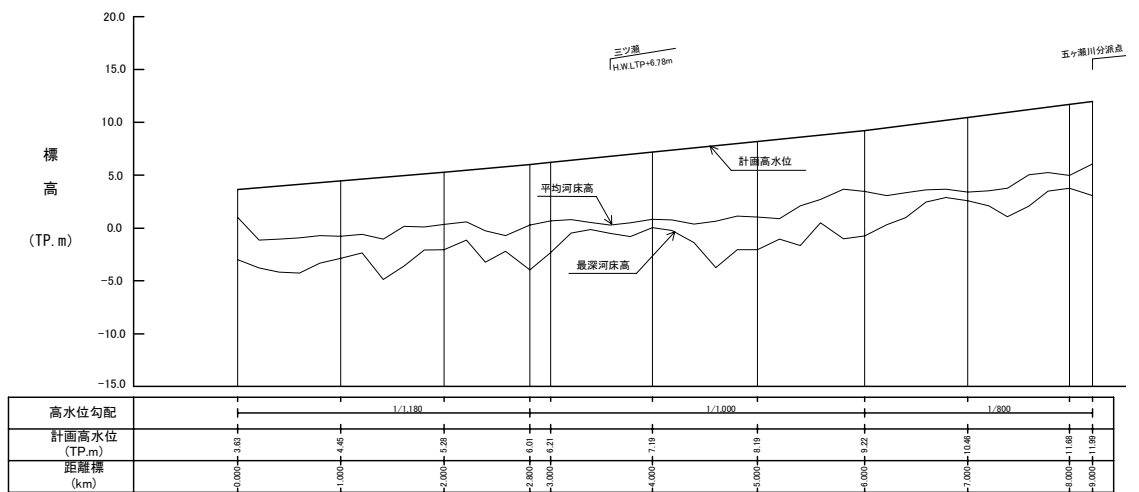 20.0
15.0
10.0
5.0
0.0
-5.0
-10.0
-15.0
標
高
(TP.m)
三ツ瀬
H.W.LTP+6.78m
五ヶ瀬川分派点
計画高水位
平均河床高
最深河床高
高水位勾配
1/1,180
1/1,000
1/800
計画高水位
(TP.m)
3.63
4.45
5.28
6.01
6.21
7.19
8.19
9.22
10.46
11.68
11.99
距離標
(km)
-0.000
-1.000
-2.000
-2.800
-3.000
-4.000
-5.000
-6.000
-7.000
-8.000
-9.000